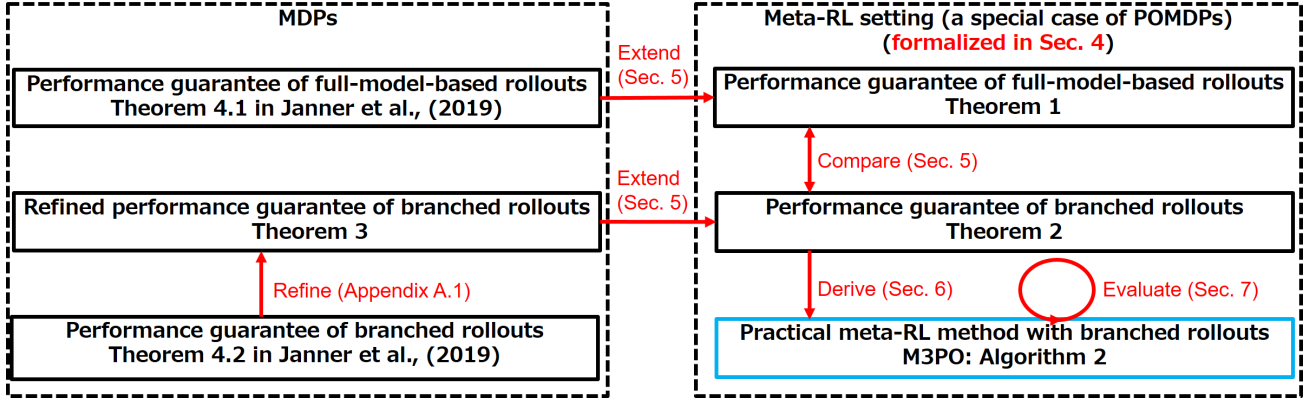 MDPs
Performance guarantee of full-model-based rollouts
Theorem 4.1 in Janner et al., (2019)
Refined performance guarantee of branched rollouts
Theorem 3
Refine (Appendix A.1)
Performance guarantee of branched rollouts
Theorem 4.2 in Janner et al., (2019)
Extend
(Sec. 5)
Extend
(Sec. 5)
Meta-RL setting (a special case of POMDPs)
(formalized in Sec. 4)
Performance guarantee of full-model-based rollouts
Theorem 1
Compare (Sec. 5)
Performance guarantee of branched rollouts
Theorem 2
Derive (Sec. 6)
Evaluate (Sec. 7)
Practical meta-RL method with branched rollouts
M3PO: Algorithm 2